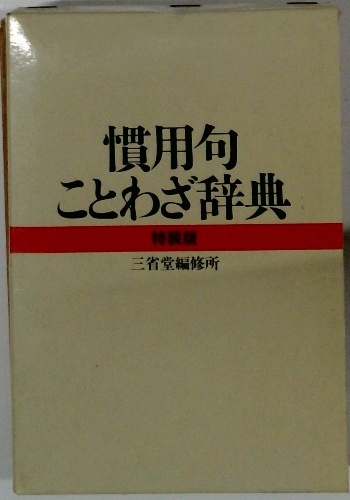 慣用句
ことわざ辞典
特装版
三省堂編修所